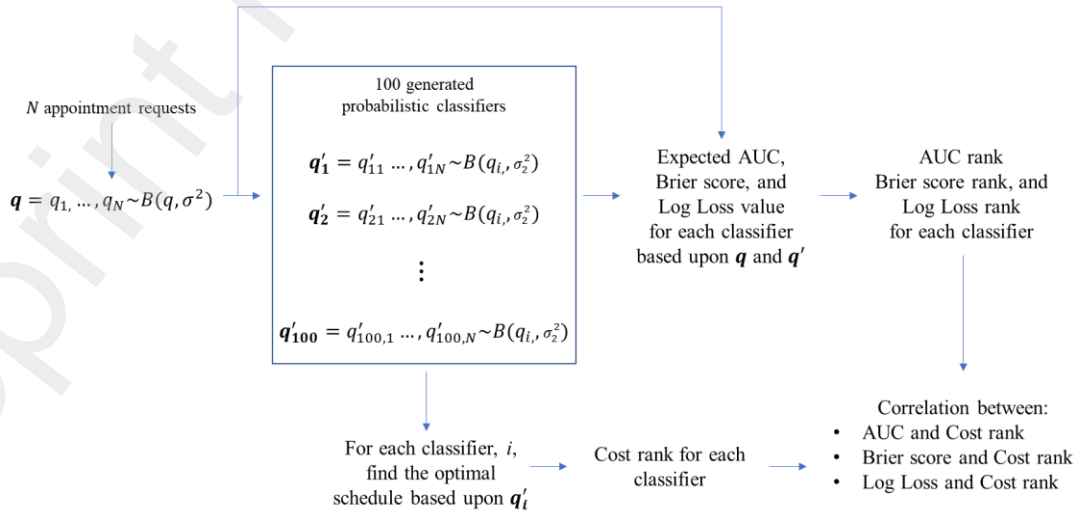 N appointment requests
𝒒 = q₁, …, q_N~B(q, σ²)
100 generated
probabilistic classifiers
𝒒′₁ = q′₁₁ …, q′₁N~B(qᵢ,, σ₂²)
𝒒′₂ = q′₂₁ …, q′₂N~B(qᵢ,, σ₂²)
⋮
𝒒′₁₀₀ = q′₁₀₀,₁ …, q′₁₀₀,N~B(qᵢ,, σ₂²)
Expected AUC,
Brier score, and
Log Loss value
for each classifier
based upon 𝒒 and 𝒒′
AUC rank
Brier score rank, and
Log Loss rank
for each classifier
For each classifier, i,
find the optimal
schedule based upon 𝒒′ᵢ
Cost rank for each
classifier
Correlation between:
• AUC and Cost rank
• Brier score and Cost rank
• Log Loss and Cost rank